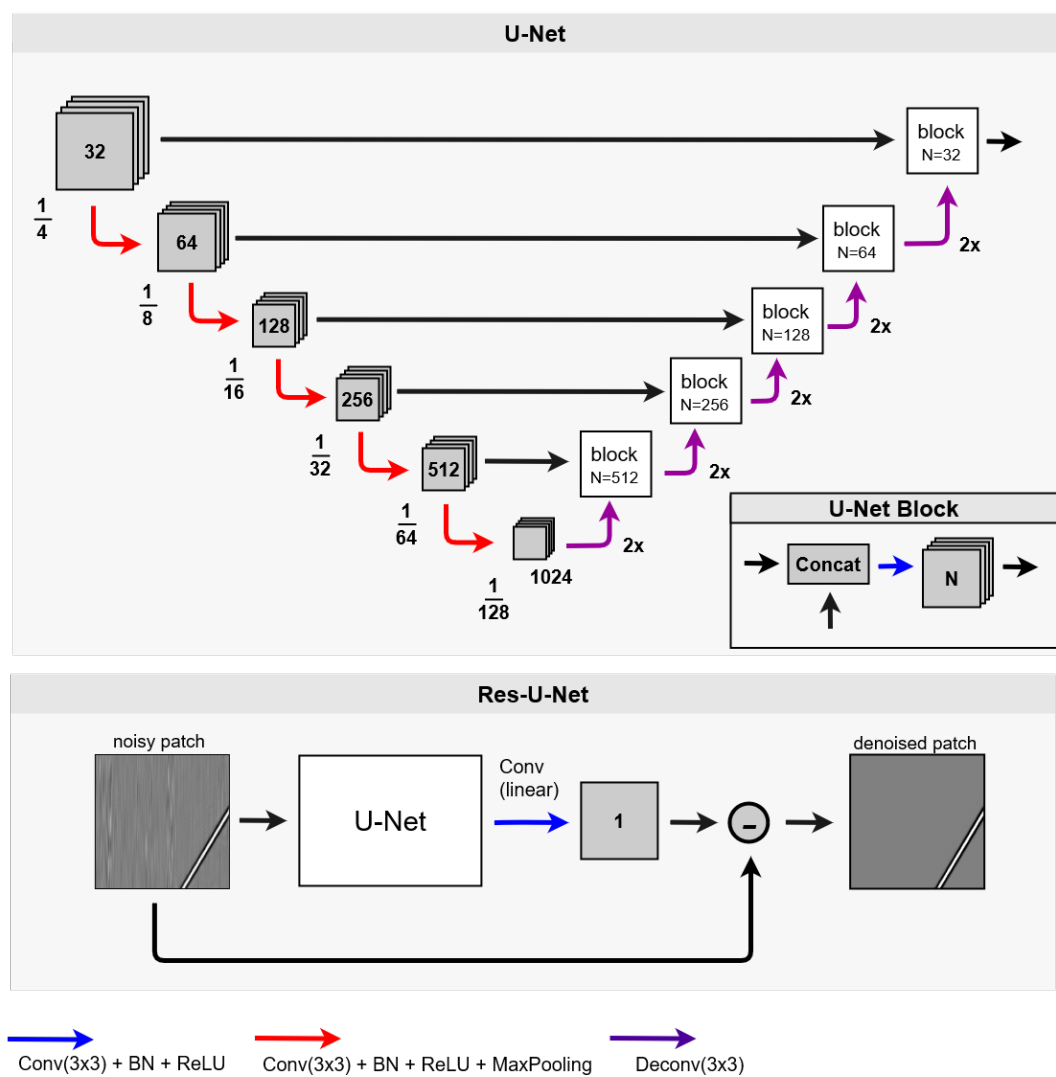 U-Net
32
block
N=32
1
4
64
block
N=64
2x
1
8
128
block
N=128
2x
1
16
256
block
N=256
2x
1
32
512
block
N=512
2x
1
64
1024
2x
1
128
U-Net Block
Concat
N
Res-U-Net
noisy patch
U-Net
Conv
(linear)
1
-
denoised patch
Conv(3x3) + BN + ReLU
Conv(3x3) + BN + ReLU + MaxPooling
Deconv(3x3)